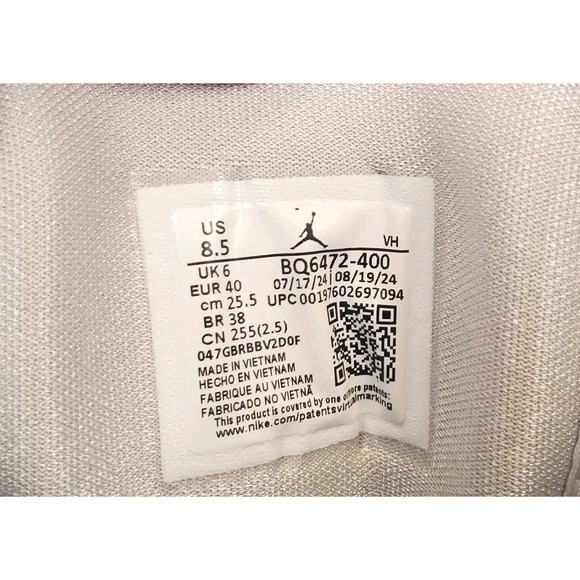 US
8.5
VH
UK 6
BQ6472-400
EUR 40
07/17/24 08/19/24
cm 25.5
UPC 00197602697094
BR 38
CN 255(2.5)
047GBRBBV2D0F
MADE IN VIETNAM
HECHO EN VIETNAM
FABRIQUE AU VIETNAM
FABRICADO NO VIETNÃ
This product is covered by one or more patents:
www.nike.com/patentsvirtualmarking